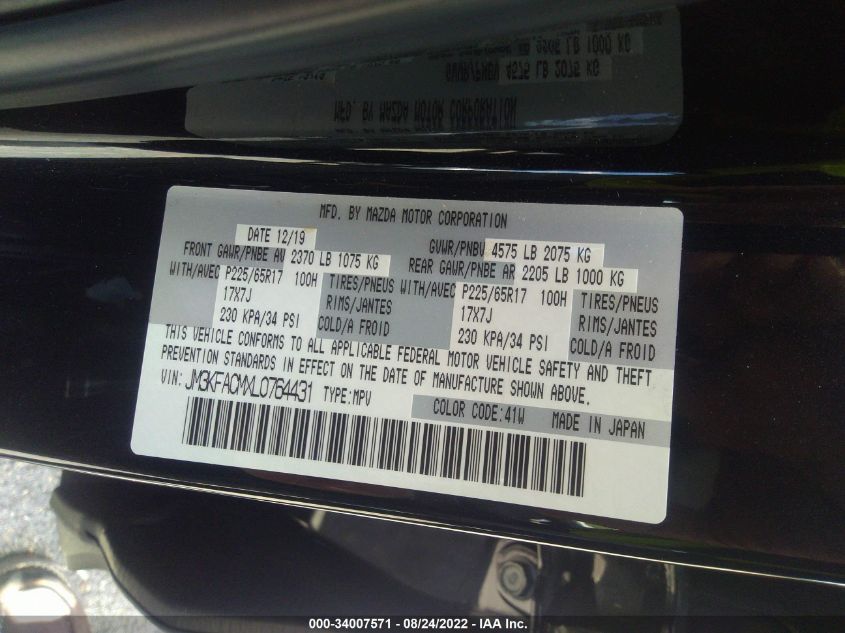 MFD. BY MAZDA MOTOR CORPORATION
DATE 12/19 GVWR/PNBV 4575 LB 2075 KG
FRONT GAWR/PNBE AV 2370 LB 1075 KG REAR GAWR/PNBE AR 2205 LB 1000 KG
WITH/AVEC P225/65R17 100H TIRES/PNEUS WITH/AVEC P225/65R17 100H TIRES/PNEUS
17X7J RIMS/JANTES 17X7J RIMS/JANTES
230 KPA/34 PSI COLD/A FROID 230 KPA/34 PSI COLD/A FROID
THIS VEHICLE CONFORMS TO ALL APPLICABLE FEDERAL MOTOR VEHICLE SAFETY AND THEFT
PREVENTION STANDARDS IN EFFECT ON THE DATE OF MANUFACTURE SHOWN ABOVE.
VIN: JM3KFACMXL0764431 TYPE:MPV
COLOR CODE:41W MADE IN JAPAN
000-34007571 - 08/24/2022 - IAA Inc.